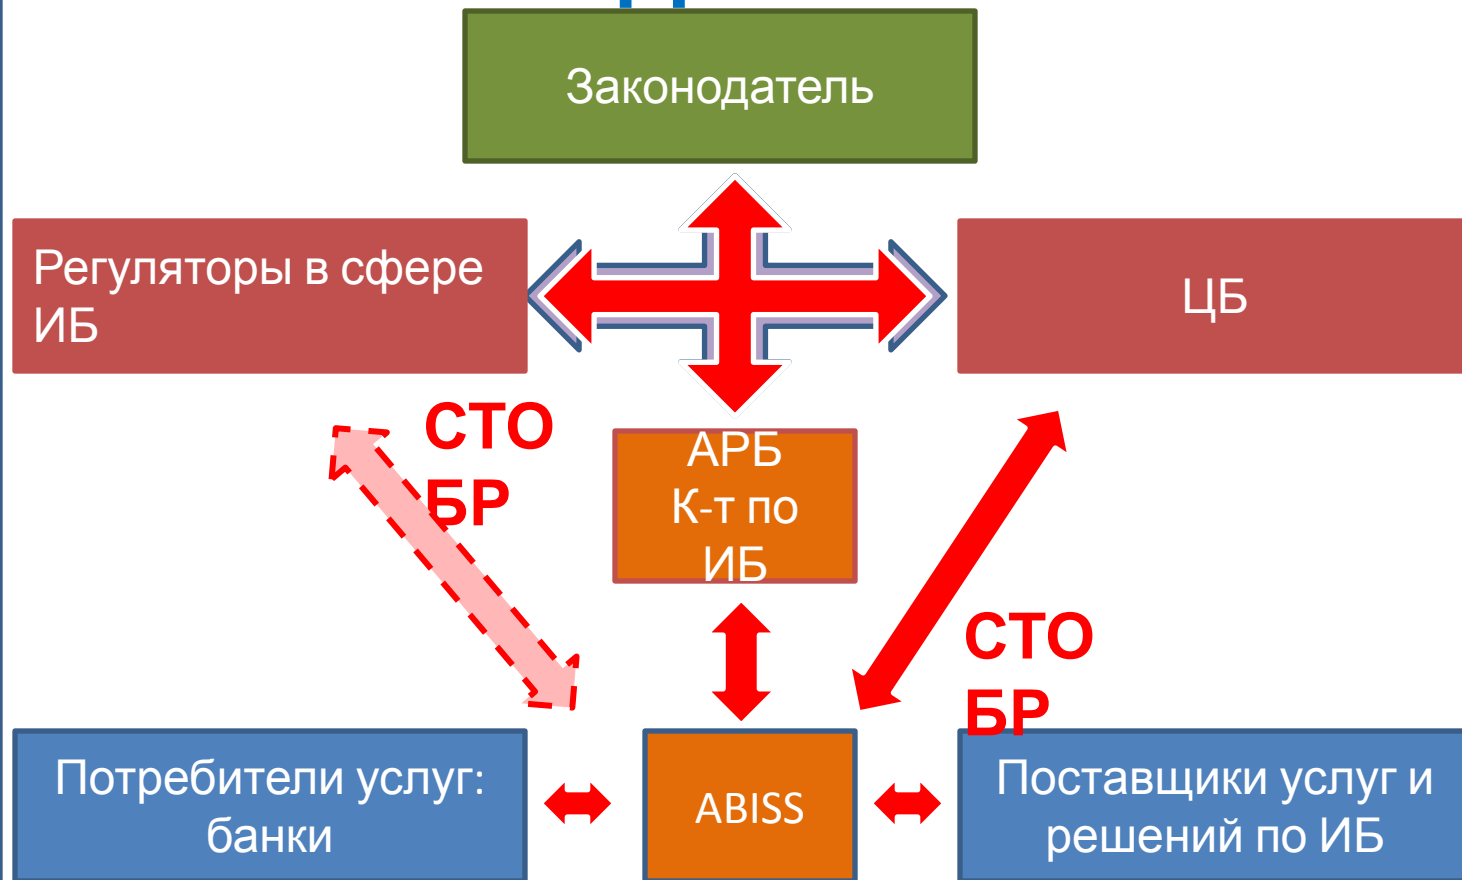 Законодатель
Регуляторы в сфере
ИБ
ЦБ
СТО
БР
АРБ
К-т по
ИБ
СТО
БР
Потребители услуг:
банки
ABISS
Поставщики услуг и
решений по ИБ